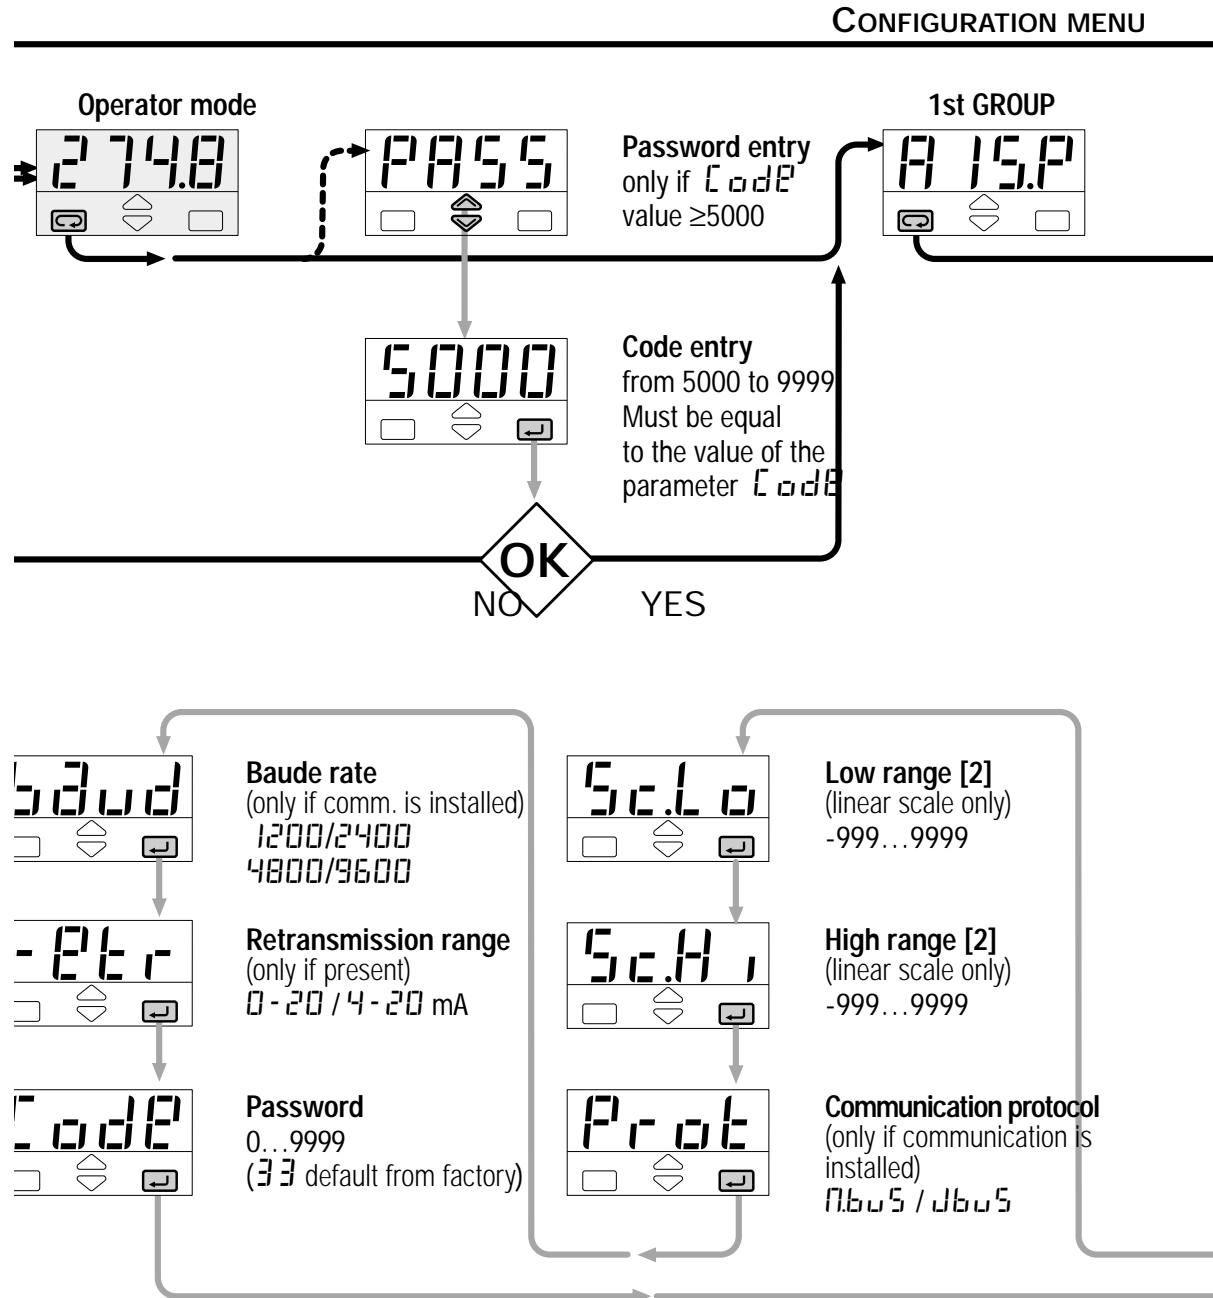 CONFIGURATION MENU
Operator mode
1st GROUP
274.8
PASS
A1S.P
Password entry
only if CodE
value ≥5000
5000
Code entry
from 5000 to 9999
Must be equal
to the value of the
parameter CodE
OK
NO
YES
baud
Baude rate
(only if comm. is installed)
1200/2400
4800/9600
Sc.Lo
Low range [2]
(linear scale only)
-999...9999
rEtr
Retransmission range
(only if present)
0-20 / 4-20 mA
Sc.Hi
High range [2]
(linear scale only)
-999...9999
CodE
Password
0...9999
(33 default from factory)
Prot
Communication protocol
(only if communication is
installed)
M.buS / JbuS